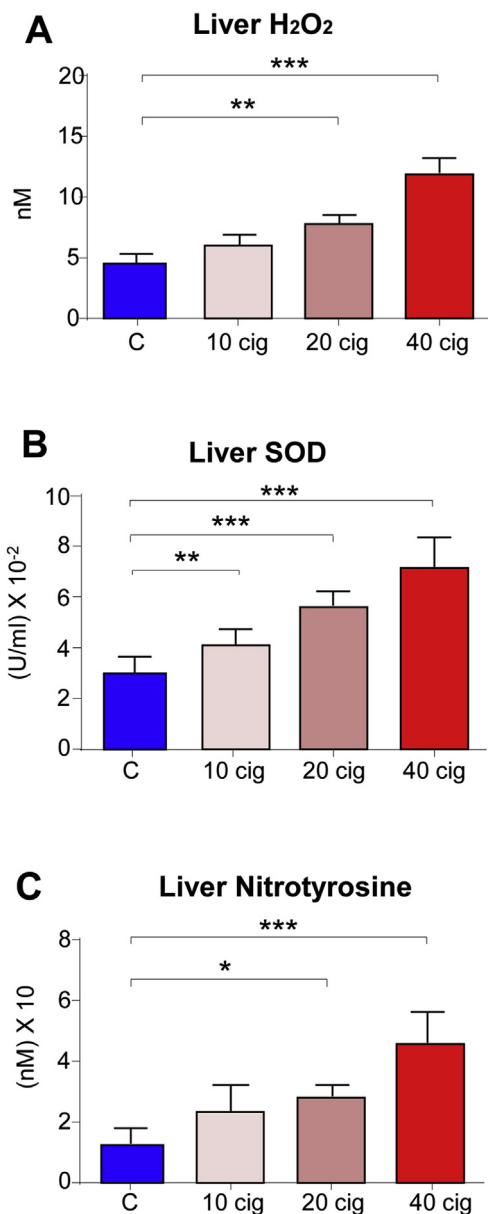 A
Liver H₂O₂
***
**
20
15
10
5
0
nM
C 10 cig 20 cig 40 cig
B
Liver SOD
***
***
**
10
8
6
4
2
0
(U/ml) X 10⁻²
C 10 cig 20 cig 40 cig
C
Liver Nitrotyrosine
***
*
8
6
4
2
0
(nM) X 10
C 10 cig 20 cig 40 cig